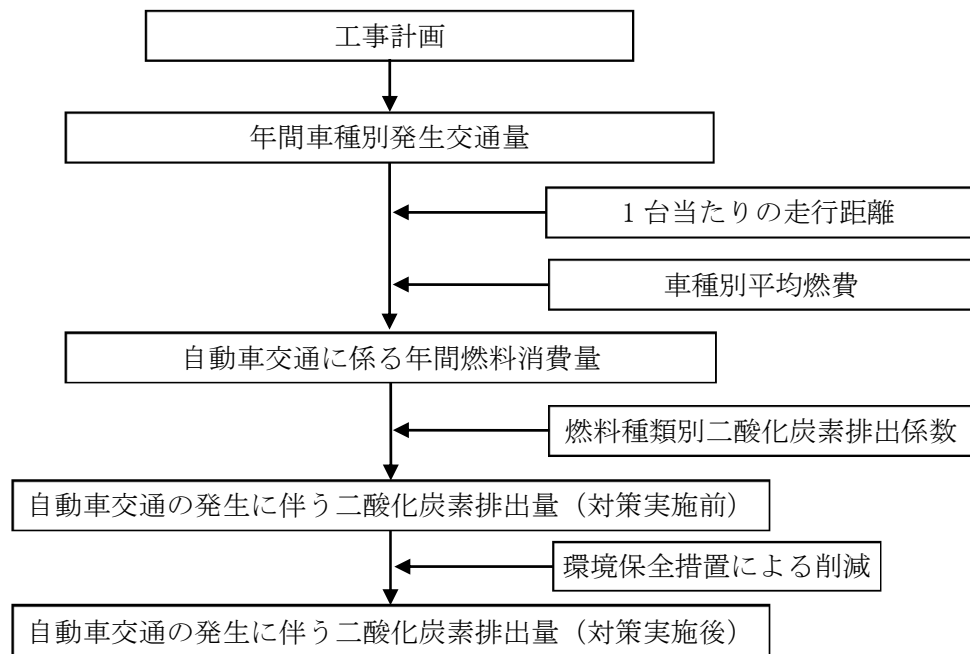 工事計画
年間車種別発生交通量
1台当たりの走行距離
車種別平均燃費
自動車交通に係る年間燃料消費量
燃料種類別二酸化炭素排出係数
自動車交通の発生に伴う二酸化炭素排出量（対策実施前）
環境保全措置による削減
自動車交通の発生に伴う二酸化炭素排出量（対策実施後）